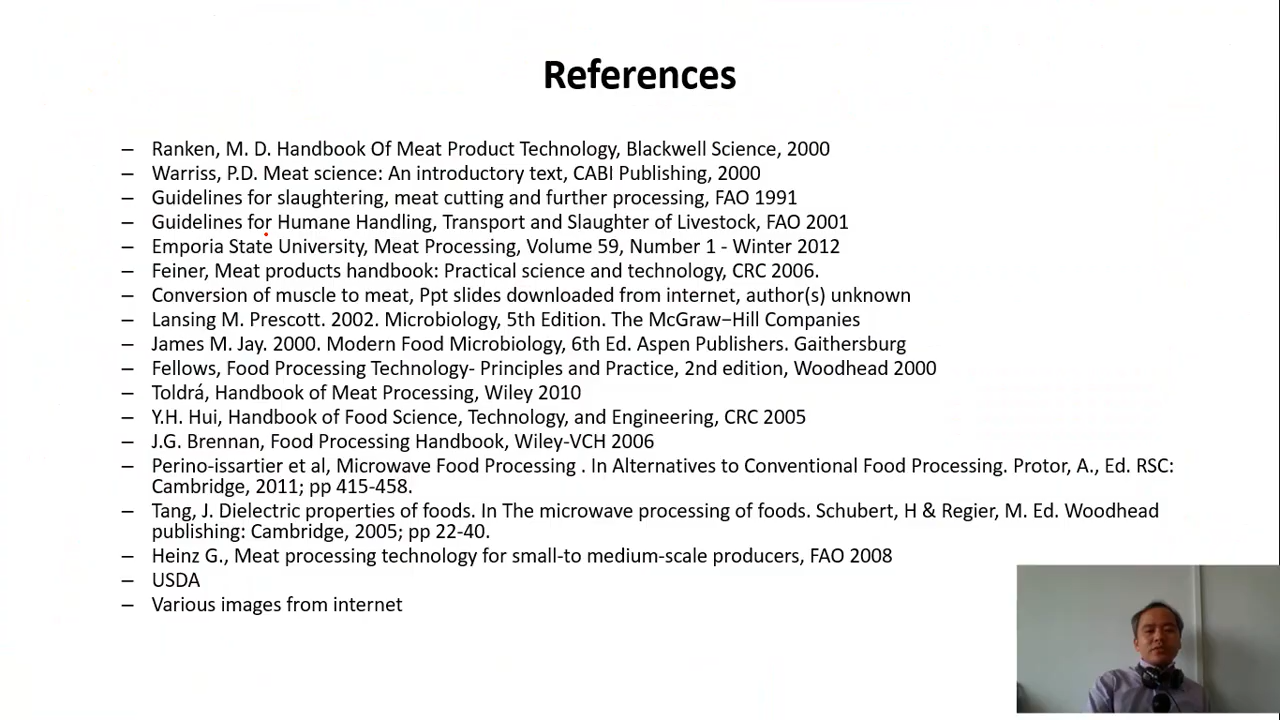 References
– Ranken, M. D. Handbook Of Meat Product Technology, Blackwell Science, 2000
– Warriss, P.D. Meat science: An introductory text, CABI Publishing, 2000
– Guidelines for slaughtering, meat cutting and further processing, FAO 1991
– Guidelines for Humane Handling, Transport and Slaughter of Livestock, FAO 2001
– Emporia State University, Meat Processing, Volume 59, Number 1 - Winter 2012
– Feiner, Meat products handbook: Practical science and technology, CRC 2006.
– Conversion of muscle to meat, Ppt slides downloaded from internet, author(s) unknown
– Lansing M. Prescott. 2002. Microbiology, 5th Edition. The McGraw−Hill Companies
– James M. Jay. 2000. Modern Food Microbiology, 6th Ed. Aspen Publishers. Gaithersburg
– Fellows, Food Processing Technology- Principles and Practice, 2nd edition, Woodhead 2000
– Toldrá, Handbook of Meat Processing, Wiley 2010
– Y.H. Hui, Handbook of Food Science, Technology, and Engineering, CRC 2005
– J.G. Brennan, Food Processing Handbook, Wiley-VCH 2006
– Perino-issartier et al, Microwave Food Processing . In Alternatives to Conventional Food Processing. Protor, A., Ed. RSC:
Cambridge, 2011; pp 415-458.
– Tang, J. Dielectric properties of foods. In The microwave processing of foods. Schubert, H & Regier, M. Ed. Woodhead
publishing: Cambridge, 2005; pp 22-40.
– Heinz G., Meat processing technology for small-to medium-scale producers, FAO 2008
– USDA
– Various images from internet